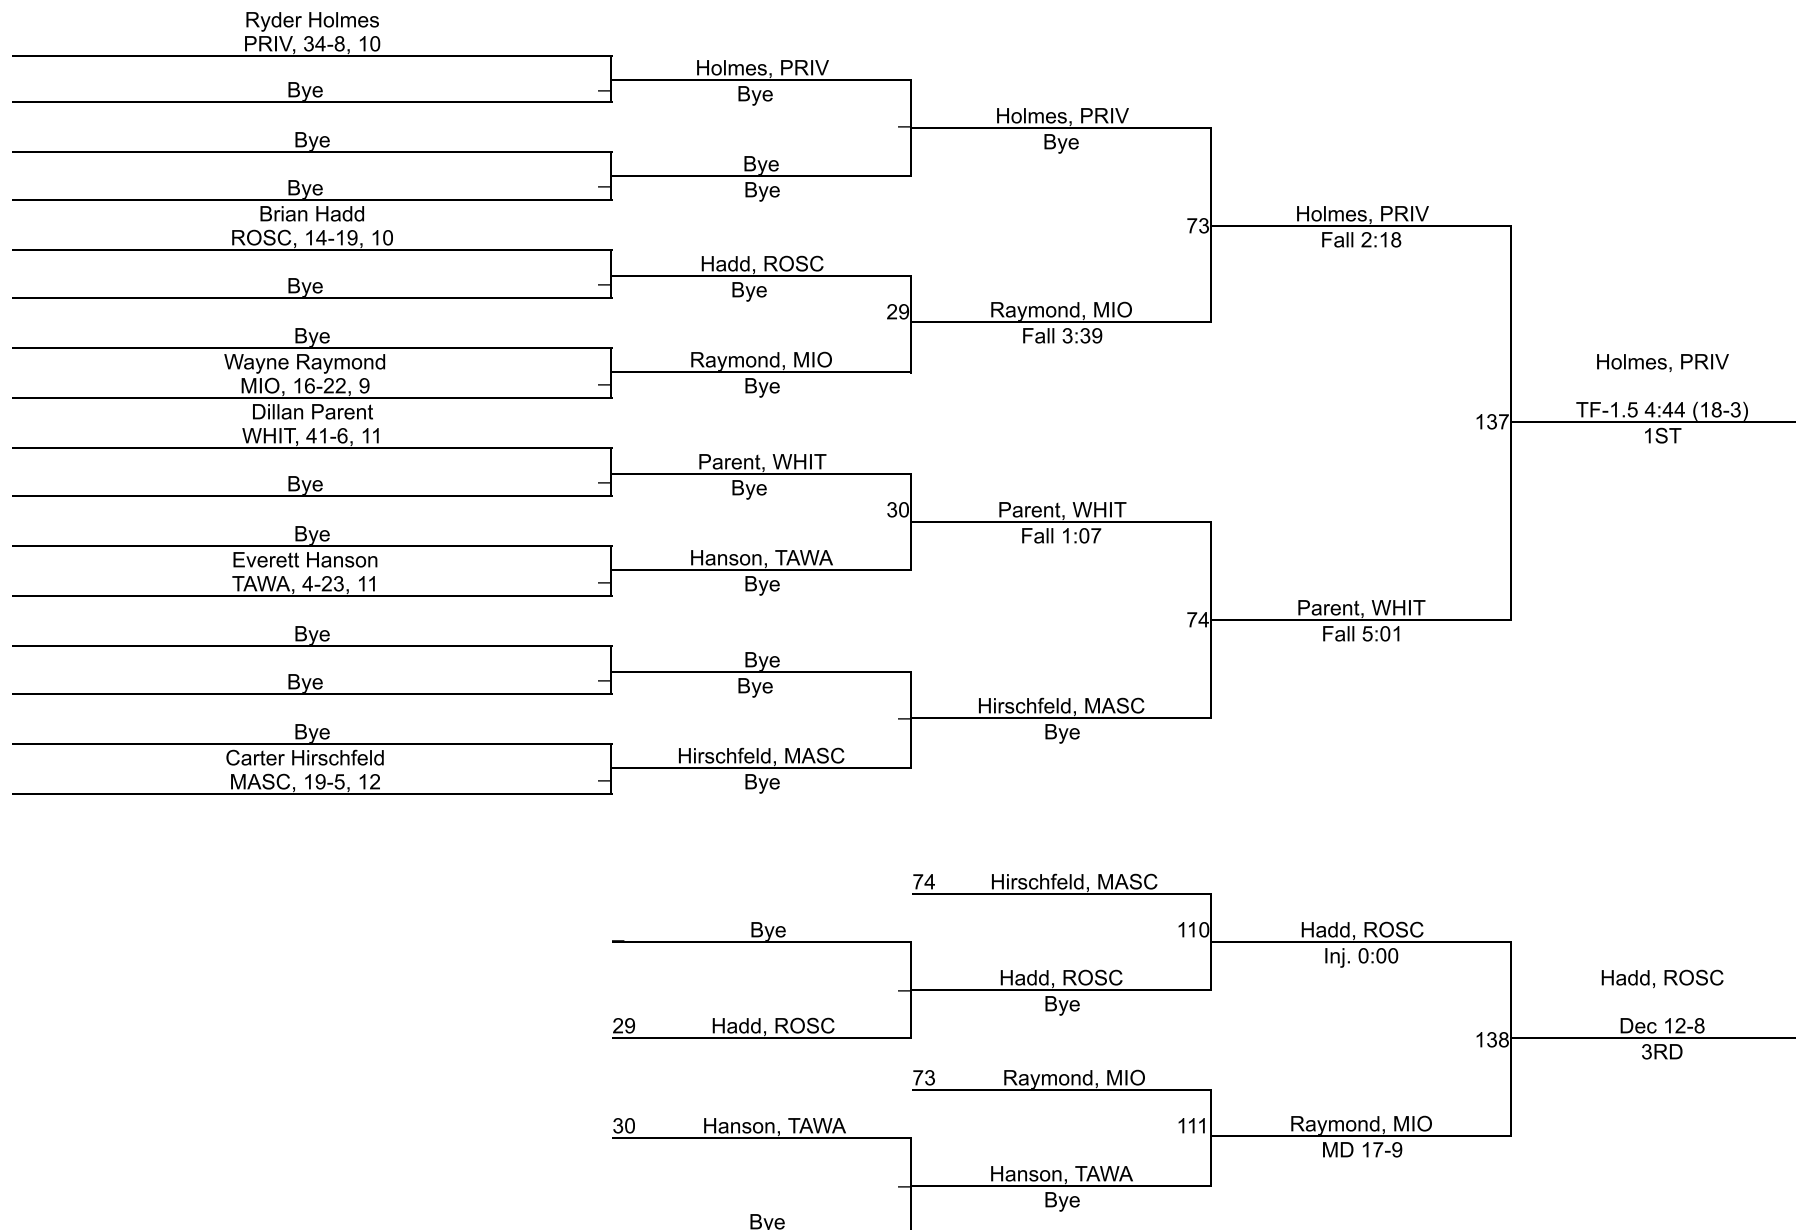 Ryder Holmes
PRIV, 34-8, 10
Bye
Bye
Bye
Brian Hadd
ROSC, 14-19, 10
Bye
Bye
Wayne Raymond
MIO, 16-22, 9
Dillan Parent
WHIT, 41-6, 11
Bye
Bye
Everett Hanson
TAWA, 4-23, 11
Bye
Bye
Bye
Carter Hirschfeld
MASC, 19-5, 12
Holmes, PRIV
Bye
Bye
Bye
Hadd, ROSC
Bye
29
Raymond, MIO
Bye
Parent, WHIT
Bye
30
Hanson, TAWA
Bye
Bye
Bye
Hirschfeld, MASC
Bye
Holmes, PRIV
Bye
73
Raymond, MIO
Fall 3:39
Parent, WHIT
Fall 1:07
74
Hirschfeld, MASC
Bye
Holmes, PRIV
Fall 2:18
137
Parent, WHIT
Fall 5:01
Holmes, PRIV
TF-1.5 4:44 (18-3)
1ST
Bye
29 Hadd, ROSC
30 Hanson, TAWA
Bye
74 Hirschfeld, MASC
110
Hadd, ROSC
Bye
73 Raymond, MIO
111
Hanson, TAWA
Bye
Hadd, ROSC
Inj. 0:00
138
Raymond, MIO
MD 17-9
Hadd, ROSC
Dec 12-8
3RD